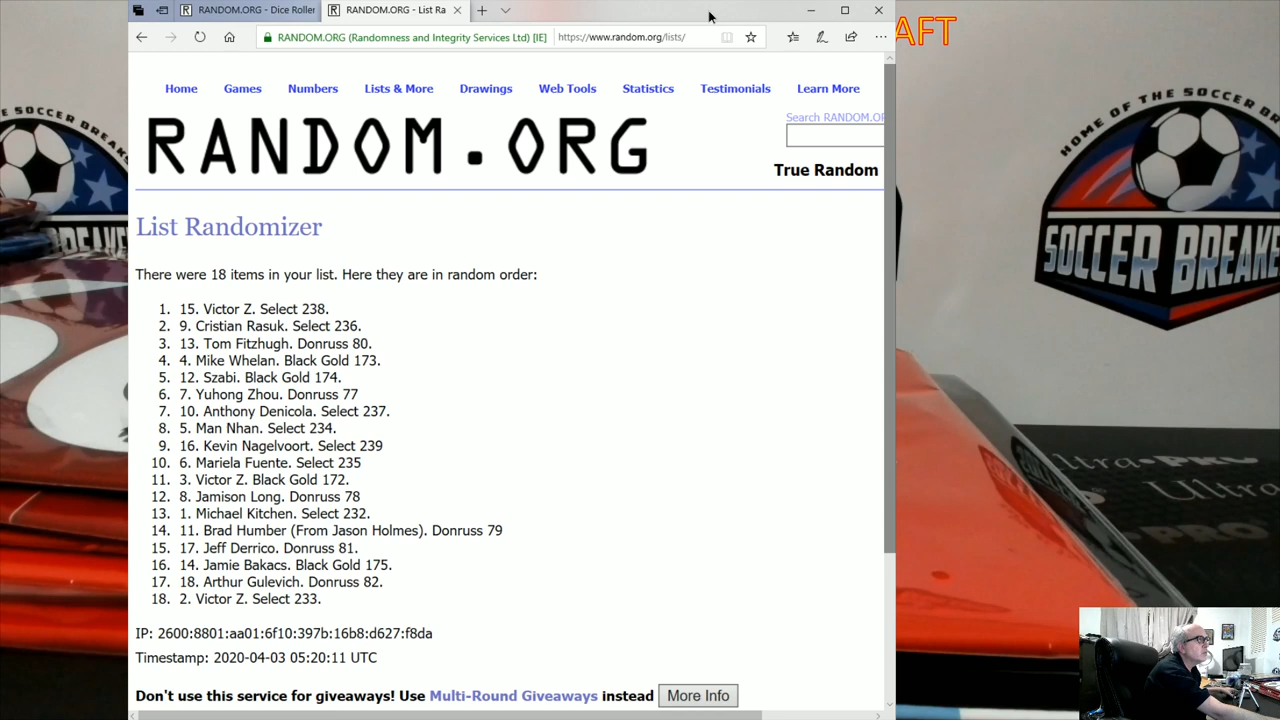 RANDOM.ORG - Dice Roller
RANDOM.ORG - List Ra
RANDOM.ORG (Randomness and Integrity Services Ltd) [IE]
https://www.random.org/lists/
AFT
Home Games Numbers Lists & More Drawings Web Tools Statistics Testimonials Learn More
Search RANDOM.OR
RANDOM.ORG
True Random
List Randomizer
There were 18 items in your list. Here they are in random order:
1. 15. Victor Z. Select 238.
2. 9. Cristian Rasuk. Select 236.
3. 13. Tom Fitzhugh. Donruss 80.
4. 4. Mike Whelan. Black Gold 173.
5. 12. Szabi. Black Gold 174.
6. 7. Yuhong Zhou. Donruss 77
7. 10. Anthony Denicola. Select 237.
8. 5. Man Nhan. Select 234.
9. 16. Kevin Nagelvoort. Select 239
10. 6. Mariela Fuente. Select 235
11. 3. Victor Z. Black Gold 172.
12. 8. Jamison Long. Donruss 78
13. 1. Michael Kitchen. Select 232.
14. 11. Brad Humber (From Jason Holmes). Donruss 79
15. 17. Jeff Derrico. Donruss 81.
16. 14. Jamie Bakacs. Black Gold 175.
17. 18. Arthur Gulevich. Donruss 82.
18. 2. Victor Z. Select 233.
IP: 2600:8801:aa01:6f10:397b:16b8:d627:f8da
Timestamp: 2020-04-03 05:20:11 UTC
Don't use this service for giveaways! Use Multi-Round Giveaways instead More Info
HOME OF THE SOCCER BR
SOCCER BREAKE
BREAK
Ultra
PRO